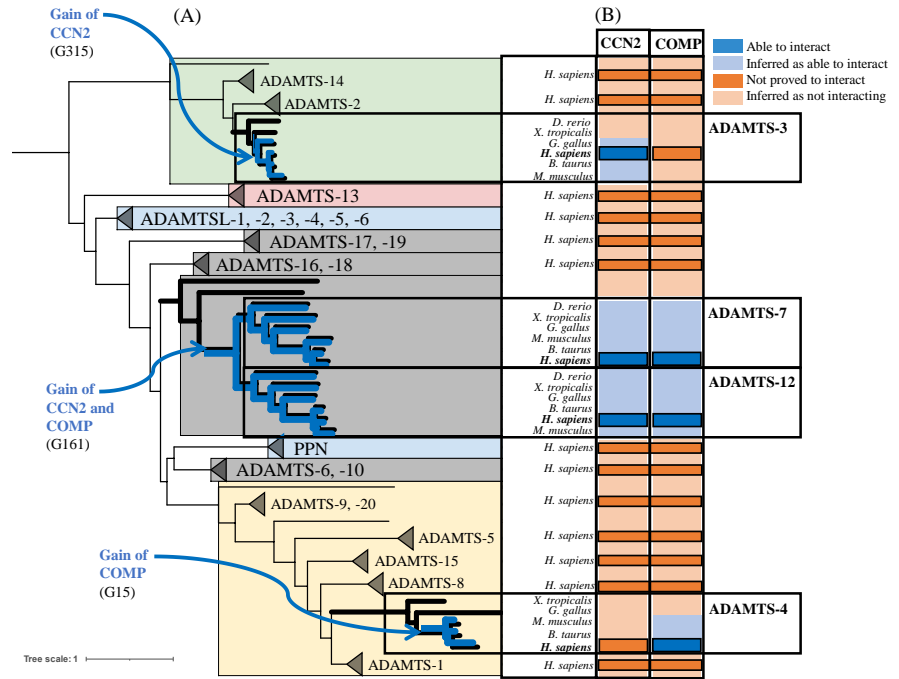 (A)
(B)
Gain of
CCN2
(G315)
CCN2
COMP
Able to interact
Inferred as able to interact
Not proved to interact
Inferred as not interacting
ADAMTS-14
H. sapiens
ADAMTS-2
H. sapiens
D. rerio
X. tropicalis
G. gallus
H. sapiens
B. taurus
M. musculus
ADAMTS-3
ADAMTS-13
H. sapiens
ADAMTSL-1, -2, -3, -4, -5, -6
H. sapiens
ADAMTS-17, -19
H. sapiens
ADAMTS-16, -18
H. sapiens
D. rerio
X. tropicalis
G. gallus
M. musculus
B. taurus
H. sapiens
ADAMTS-7
Gain of
CCN2 and
COMP
(G161)
D. rerio
X. tropicalis
G. gallus
B. taurus
H. sapiens
M. musculus
ADAMTS-12
PPN
H. sapiens
ADAMTS-6, -10
H. sapiens
ADAMTS-9, -20
H. sapiens
ADAMTS-5
H. sapiens
ADAMTS-15
H. sapiens
ADAMTS-8
H. sapiens
Gain of
COMP
(G15)
X. tropicalis
G. gallus
M. musculus
B. taurus
H. sapiens
ADAMTS-4
ADAMTS-1
H. sapiens
Tree scale: 1